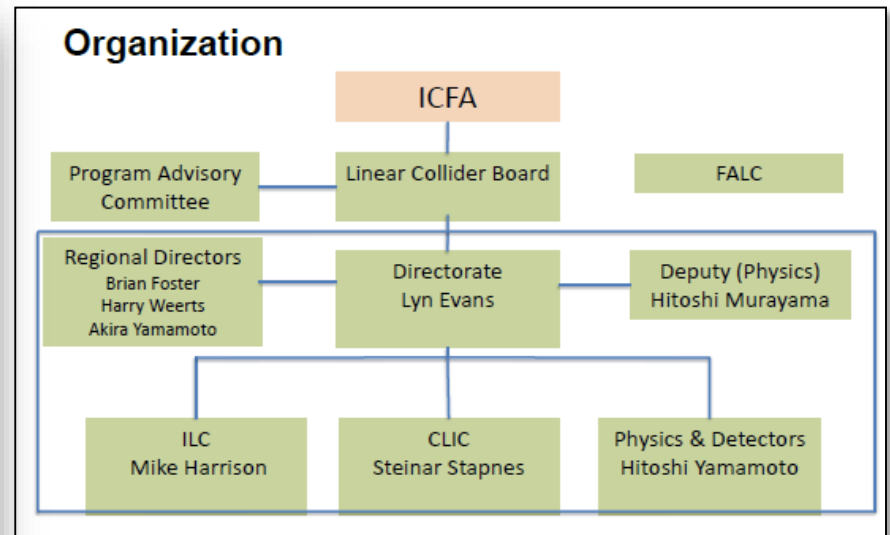 Organization
ICFA
Program Advisory
Committee
Linear Collider Board
FALC
Regional Directors
Brian Foster
Harry Weerts
Akira Yamamoto
Directorate
Lyn Evans
Deputy (Physics)
Hitoshi Murayama
ILC
Mike Harrison
CLIC
Steinar Stapnes
Physics & Detectors
Hitoshi Yamamoto